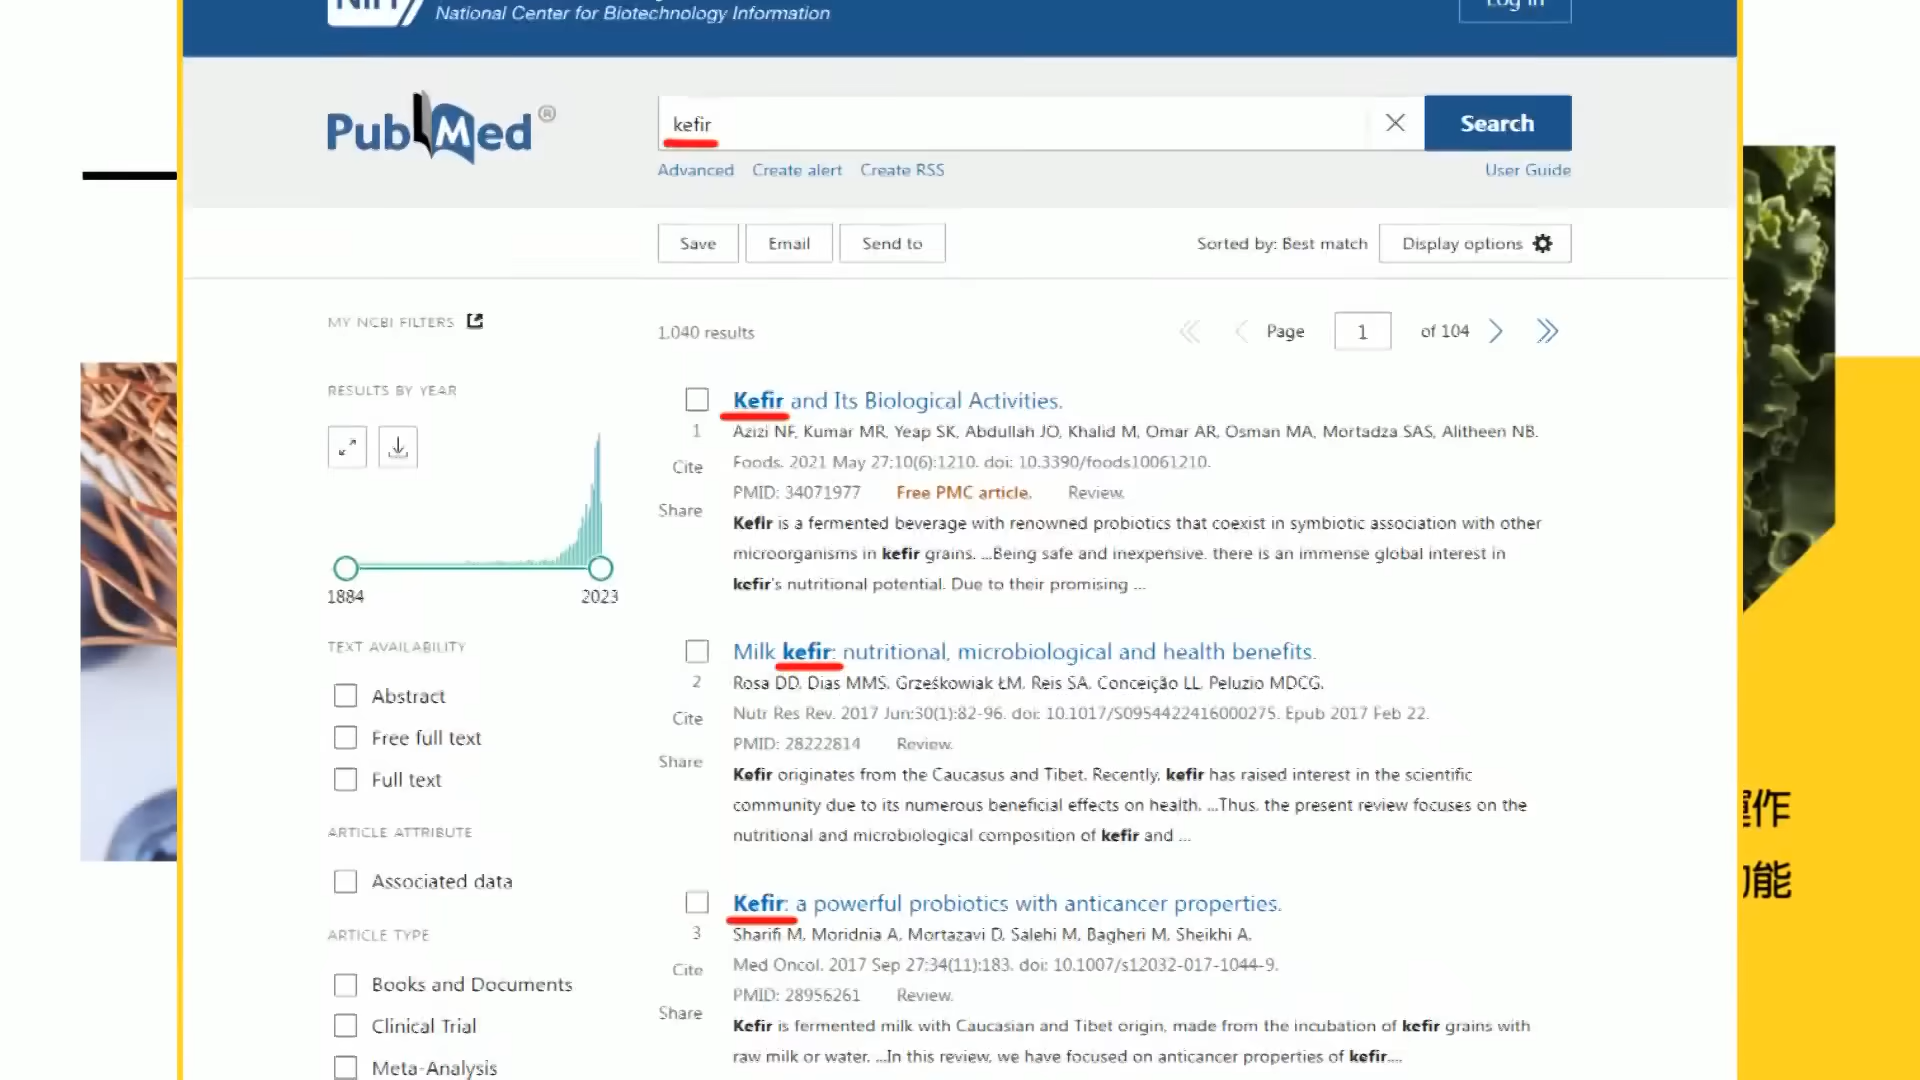 National Center for Biotechnology Information
PubMed®
kefir
Search
Advanced Create alert Create RSS User Guide
Save Email Send to Sorted by: Best match Display options
MY NCBI FILTERS
1,040 results Page 1 of 104
RESULTS BY YEAR
1884 2023
TEXT AVAILABILITY
Abstract
Free full text
Full text
ARTICLE ATTRIBUTE
Associated data
ARTICLE TYPE
Books and Documents
Clinical Trial
Meta-Analysis
Kefir and Its Biological Activities.
1 Azizi NF, Kumar MR, Yeap SK, Abdullah JO, Khalid M, Omar AR, Osman MA, Mortadza SAS, Alitheen NB.
Cite Foods. 2021 May 27;10(6):1210. doi: 10.3390/foods10061210.
PMID: 34071977 Free PMC article. Review.
Share
Kefir is a fermented beverage with renowned probiotics that coexist in symbiotic association with other
microorganisms in kefir grains. ...Being safe and inexpensive, there is an immense global interest in
kefir's nutritional potential. Due to their promising ...
Milk kefir: nutritional, microbiological and health benefits.
2 Rosa DD, Dias MMS, Grześkowiak ŁM, Reis SA, Conceição LL, Peluzio MDCG.
Cite Nutr Res Rev. 2017 Jun;30(1):82-96. doi: 10.1017/S0954422416000275. Epub 2017 Feb 22.
PMID: 28222814 Review.
Share
Kefir originates from the Caucasus and Tibet. Recently, kefir has raised interest in the scientific
community due to its numerous beneficial effects on health. ...Thus, the present review focuses on the
nutritional and microbiological composition of kefir and ...
Kefir: a powerful probiotics with anticancer properties.
3 Sharifi M, Moridnia A, Mortazavi D, Salehi M, Bagheri M, Sheikhi A.
Cite Med Oncol. 2017 Sep 27;34(11):183. doi: 10.1007/s12032-017-1044-9.
PMID: 28956261 Review.
Share
Kefir is fermented milk with Caucasian and Tibet origin, made from the incubation of kefir grains with
raw milk or water. ...In this review, we have focused on anticancer properties of kefir....
作
能